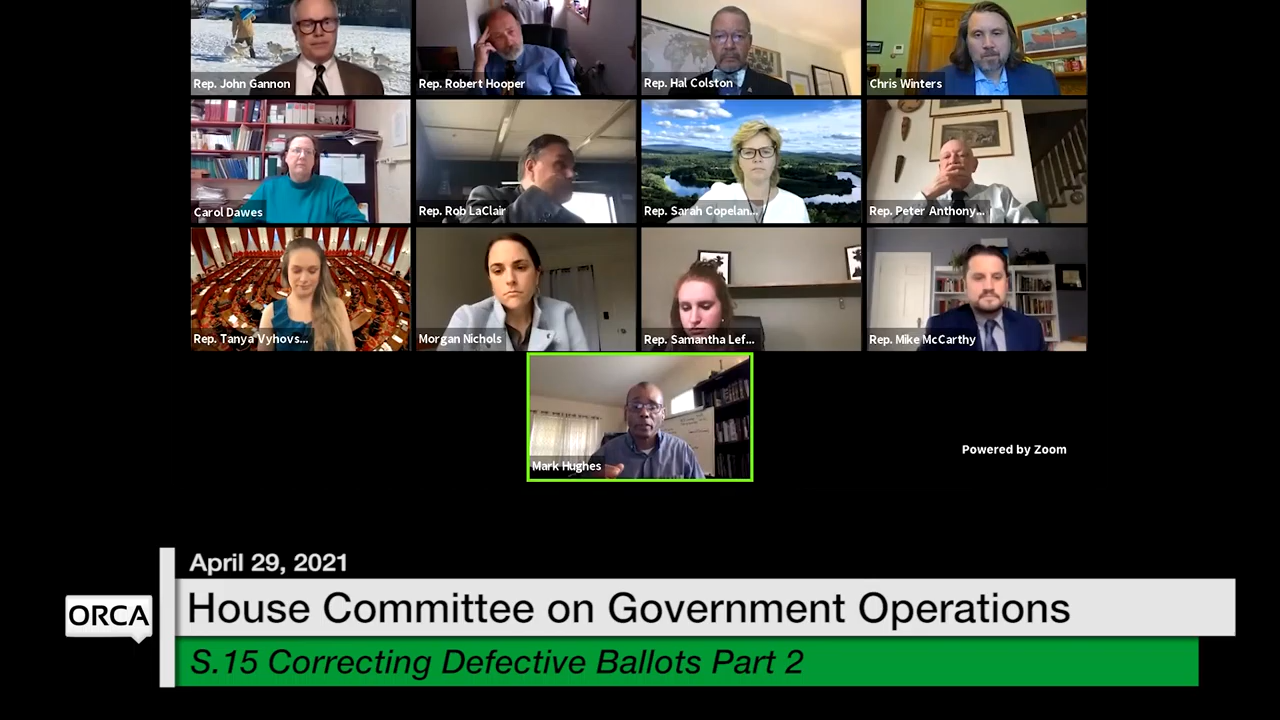 Rep. John Gannon
Rep. Robert Hooper
Rep. Hal Colston
Chris Winters
Carol Dawes
Rep. Rob LaClair
Rep. Sarah Copelan...
Rep. Peter Anthony...
Rep. Tanya Vyhovs...
Morgan Nichols
Rep. Samantha Lef...
Rep. Mike McCarthy
Mark Hughes
Powered by Zoom
April 29, 2021
ORCA
House Committee on Government Operations
S.15 Correcting Defective Ballots Part 2